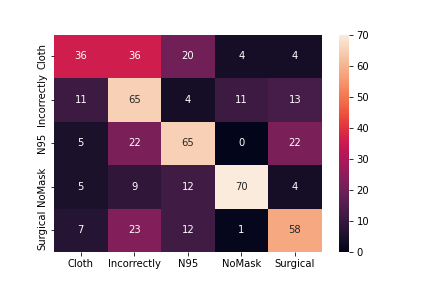 Cloth 36 36 20 4 4
Incorrectly 11 65 4 11 13
N95 5 22 65 0 22
NoMask 5 9 12 70 4
Surgical 7 23 12 1 58
Cloth Incorrectly N95 NoMask Surgical
70
60
50
40
30
20
10
0